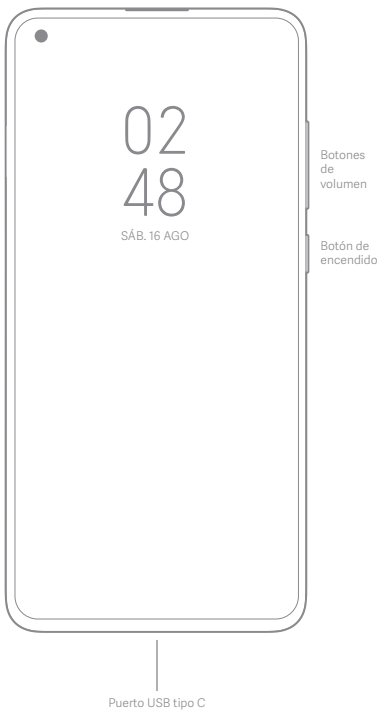 02
48
SÁB. 16 AGO
Botones
de
volumen
Botón de
encendido
Puerto USB tipo C